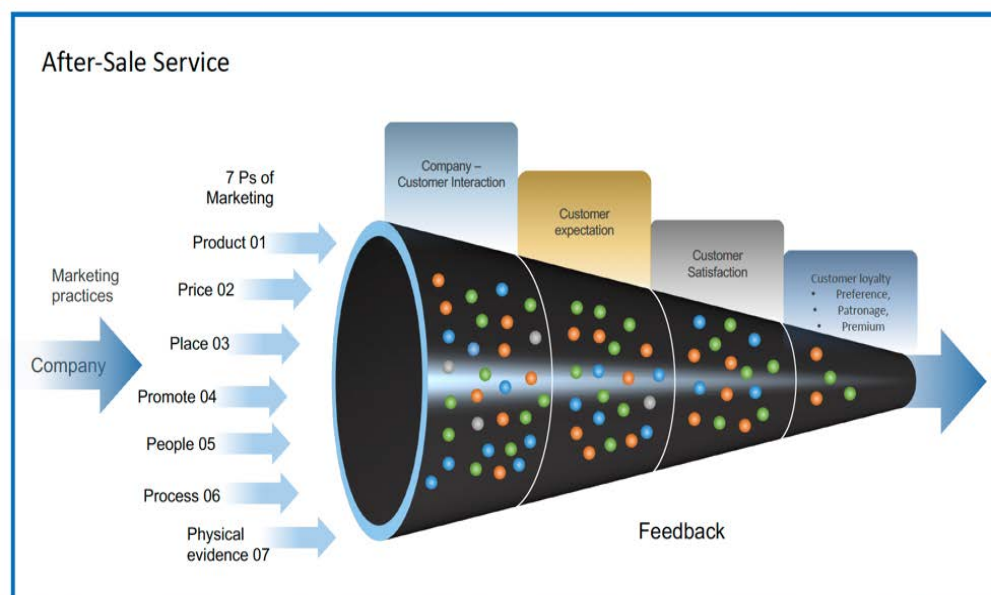 After-Sale Service
7 Ps of
Marketing
Product 01
Marketing
practices
Price 02
Place 03
Company
Promote 04
People 05
Process 06
Physical
evidence 07
Company –
Customer Interaction
Customer
expectation
Customer
Satisfaction
Customer loyalty
• Preference,
• Patronage,
• Premium
Feedback